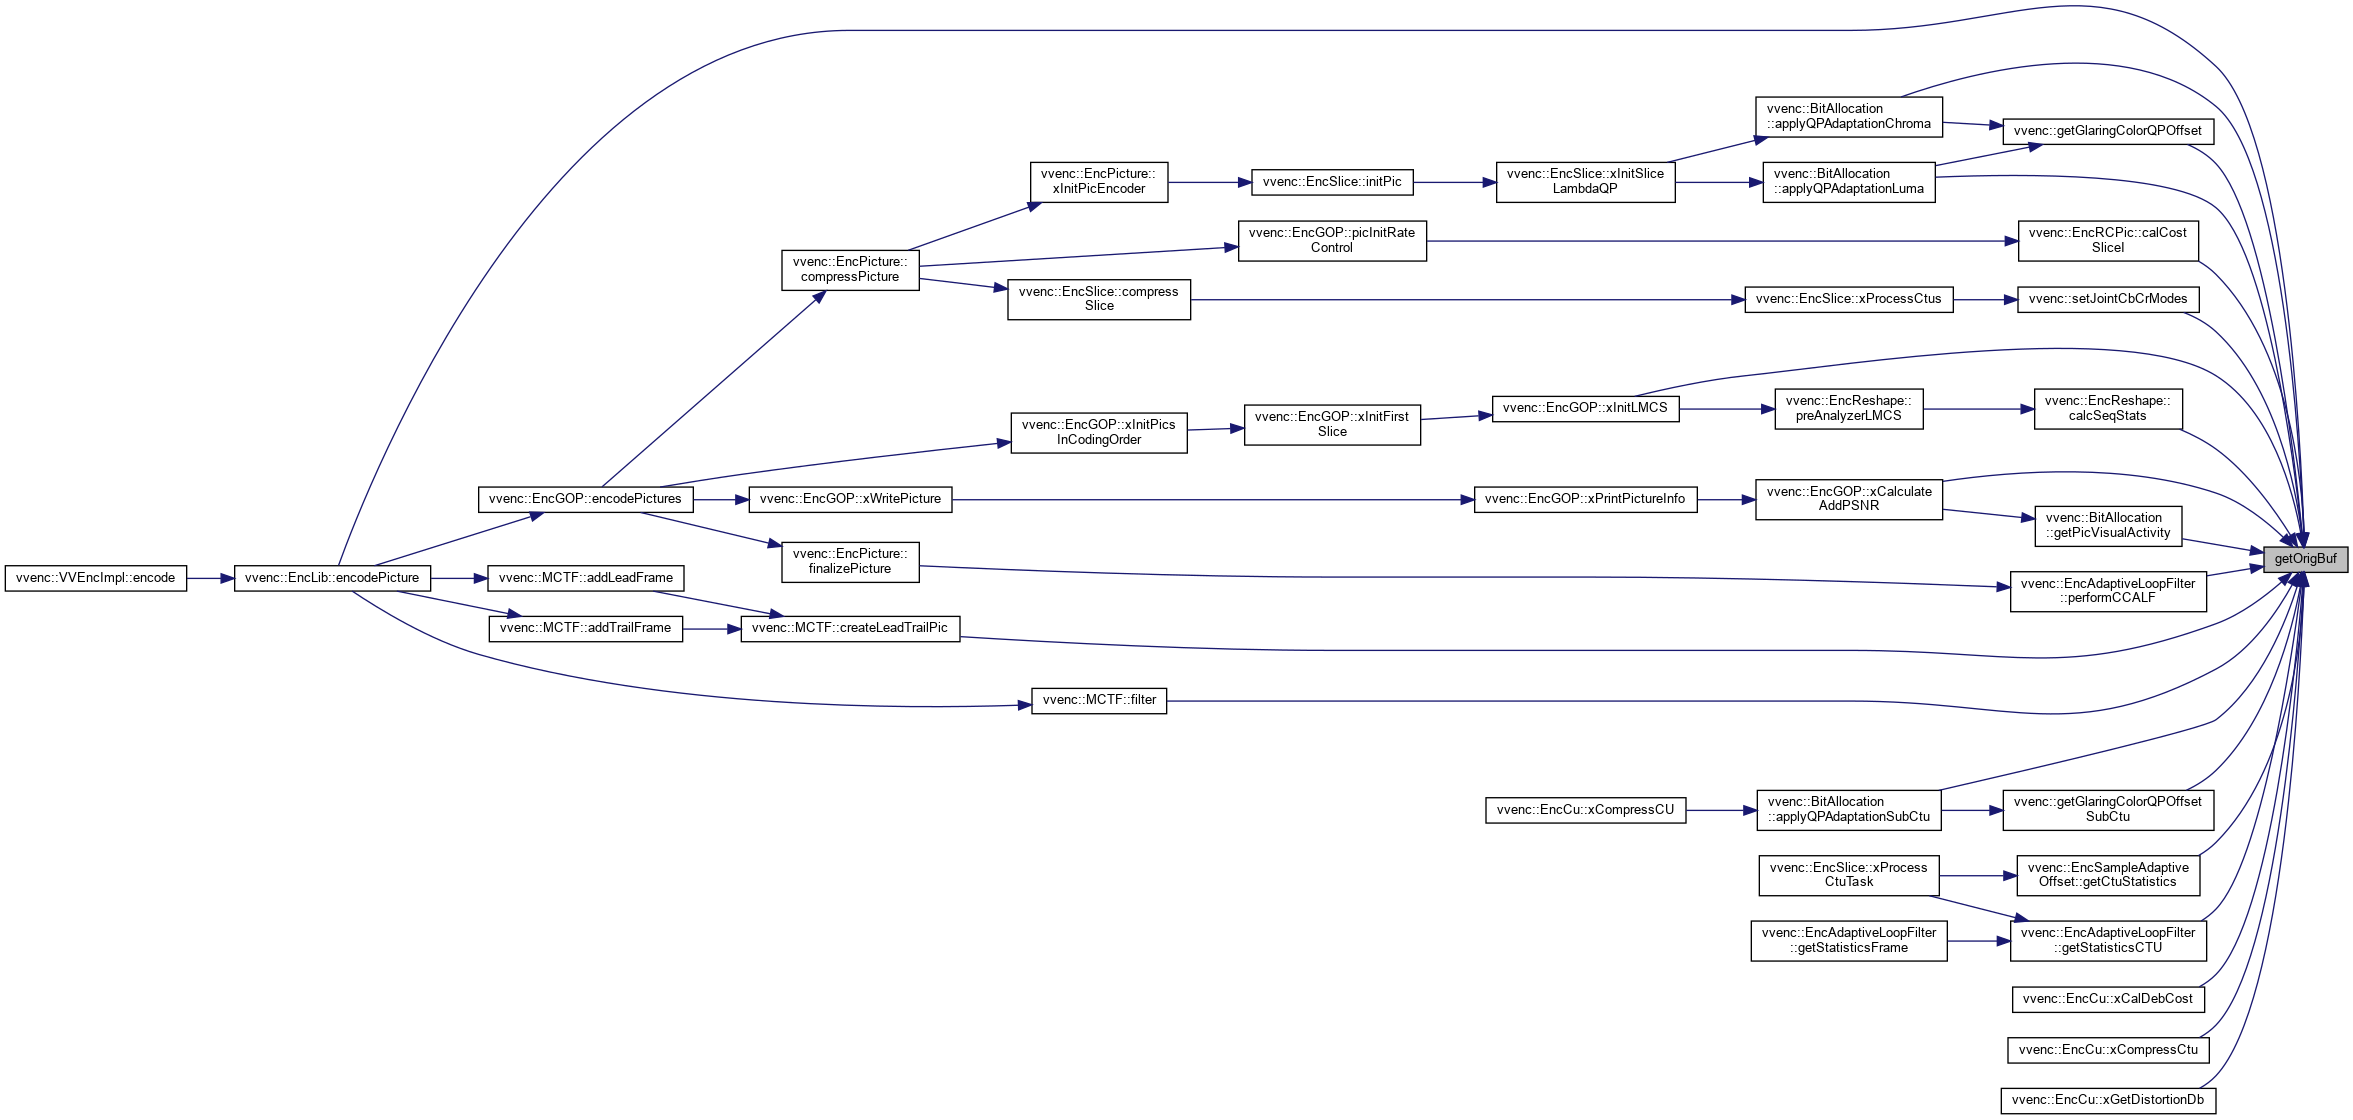 vvenc::BitAllocation
::applyQPAdaptationChroma
vvenc::getGlaringColorQPOffset
vvenc::EncPicture::
xInitPicEncoder
vvenc::EncSlice::initPic
vvenc::EncSlice::xInitSlice
LambdaQP
vvenc::BitAllocation
::applyQPAdaptationLuma
vvenc::EncPicture::
compressPicture
vvenc::EncGOP::picInitRate
Control
vvenc::EncRCPic::calCost
SliceI
vvenc::EncSlice::compress
Slice
vvenc::EncSlice::xProcessCtus
vvenc::setJointCbCrModes
vvenc::EncGOP::xInitPics
InCodingOrder
vvenc::EncGOP::xInitFirst
Slice
vvenc::EncGOP::xInitLMCS
vvenc::EncReshape::
preAnalyzerLMCS
vvenc::EncReshape::
calcSeqStats
vvenc::EncGOP::encodePictures
vvenc::EncGOP::xWritePicture
vvenc::EncGOP::xPrintPictureInfo
vvenc::EncGOP::xCalculate
AddPSNR
vvenc::BitAllocation
::getPicVisualActivity
vvenc::EncPicture::
finalizePicture
getOrigBuf
vvenc::VVEncImpl::encode
vvenc::EncLib::encodePicture
vvenc::MCTF::addLeadFrame
vvenc::EncAdaptiveLoopFilter
::performCCALF
vvenc::MCTF::addTrailFrame
vvenc::MCTF::createLeadTrailPic
vvenc::MCTF::filter
vvenc::EncCu::xCompressCU
vvenc::BitAllocation
::applyQPAdaptationSubCtu
vvenc::getGlaringColorQPOffset
SubCtu
vvenc::EncSlice::xProcess
CtuTask
vvenc::EncSampleAdaptive
Offset::getCtuStatistics
vvenc::EncAdaptiveLoopFilter
::getStatisticsFrame
vvenc::EncAdaptiveLoopFilter
::getStatisticsCTU
vvenc::EncCu::xCalDebCost
vvenc::EncCu::xCompressCtu
vvenc::EncCu::xGetDistortionDb